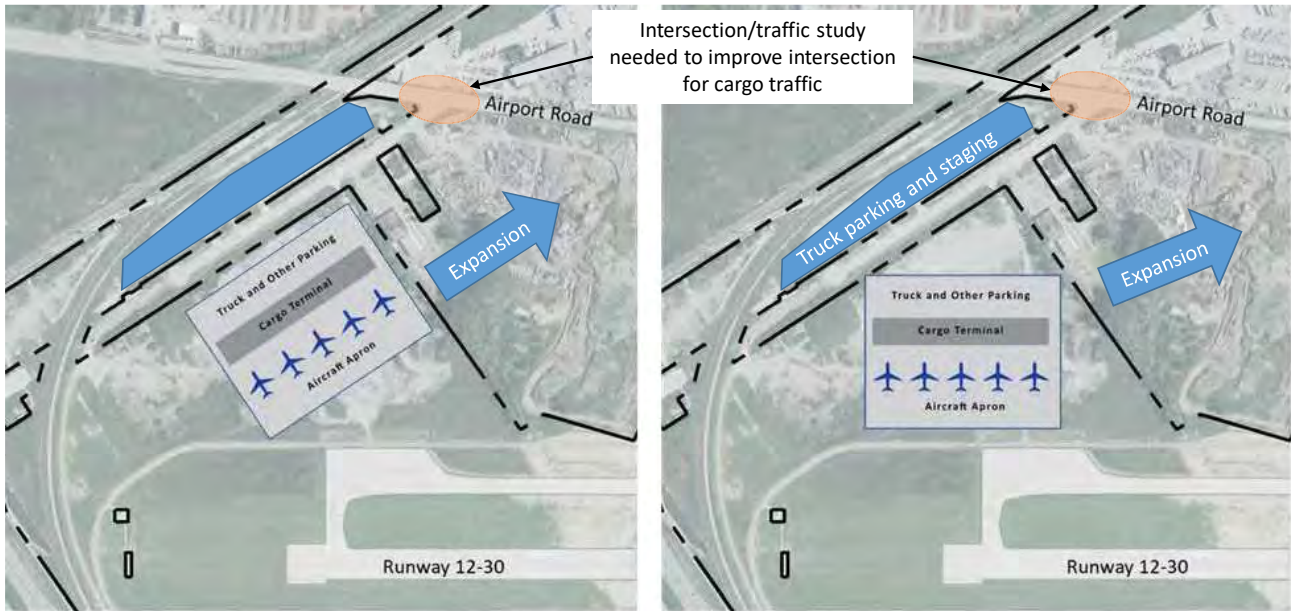 Intersection/traffic study
needed to improve intersection
for cargo traffic
Airport Road
Expansion
Truck and Other Parking
Cargo Terminal
Aircraft Apron
Runway 12-30
Airport Road
Truck parking and staging
Expansion
Truck and Other Parking
Cargo Terminal
Aircraft Apron
Runway 12-30